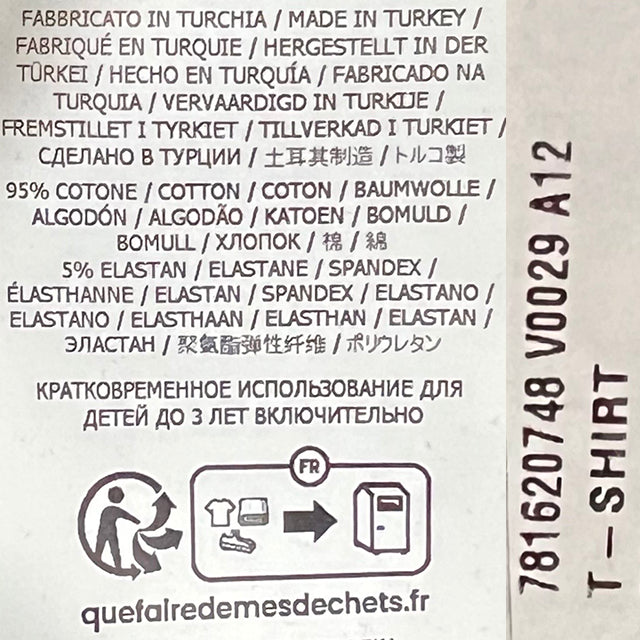 FABBRICATO IN TURCHIA / MADE IN TURKEY /
FABRIQUÉ EN TURQUIE / HERGESTELLT IN DER
TÜRKEI / HECHO EN TURQUÍA / FABRICADO NA
TURQUIA / VERVAARDIGD IN TURKIJE /
FREMSTILLET I TYRKIET / TILLVERKAD I TURKIET /
СДЕЛАНО В ТУРЦИИ / 土耳其制造 / トルコ製
95% COTONE / COTTON / COTON / BAUMWOLLE /
ALGODÓN / ALGODÃO / KATOEN / BOMULD /
BOMULL / ХЛОПОК / 棉 / 綿
5% ELASTAN / ELASTANE / SPANDEX /
ÉLASTHANNE / ELASTAN / SPANDEX / ELASTANO /
ELASTANO / ELASTHAAN / ELASTHAN / ELASTAN /
ЭЛАСТАН / 聚氨酯弹性纤维 / ポリウレタン
КРАТКОВРЕМЕННОЕ ИСПОЛЬЗОВАНИЕ ДЛЯ
ДЕТЕЙ ДО 3 ЛЕТ ВКЛЮЧИТЕЛЬНО
FR
quefairedemesdechets.fr
781620748 V0029 A12
T-SHIRT